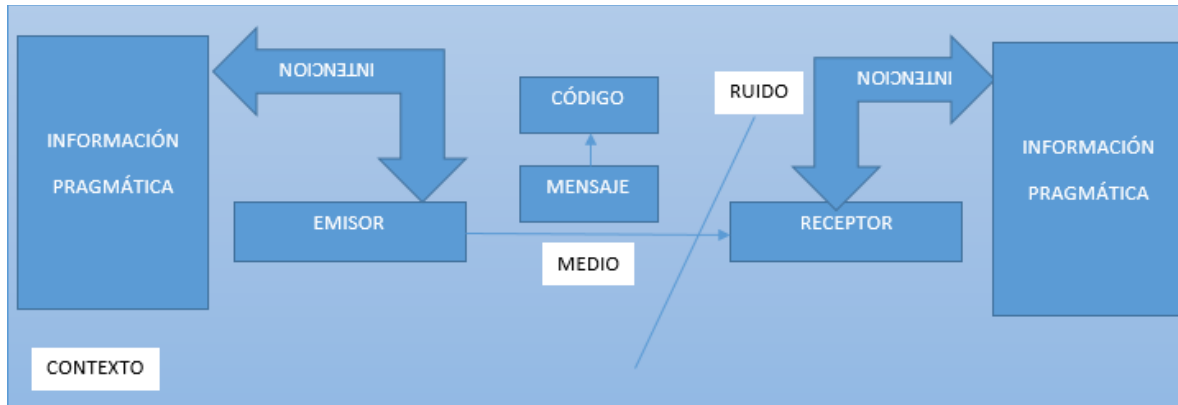 INTENCION
INTENCION
CÓDIGO
RUIDO
INFORMACIÓN
PRAGMÁTICA
INFORMACIÓN
PRAGMÁTICA
MENSAJE
EMISOR
RECEPTOR
MEDIO
CONTEXTO